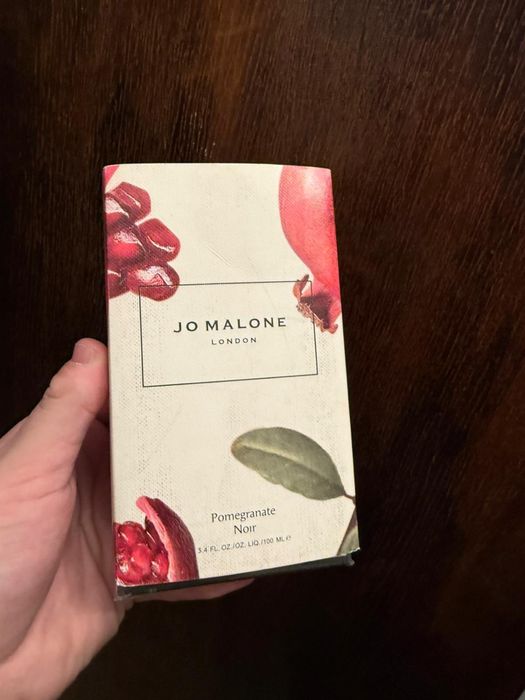 JO MALONE
LONDON
Pomegranate
Noir
3.4 FL. OZ./OZ. LIQ./100 ML ℮